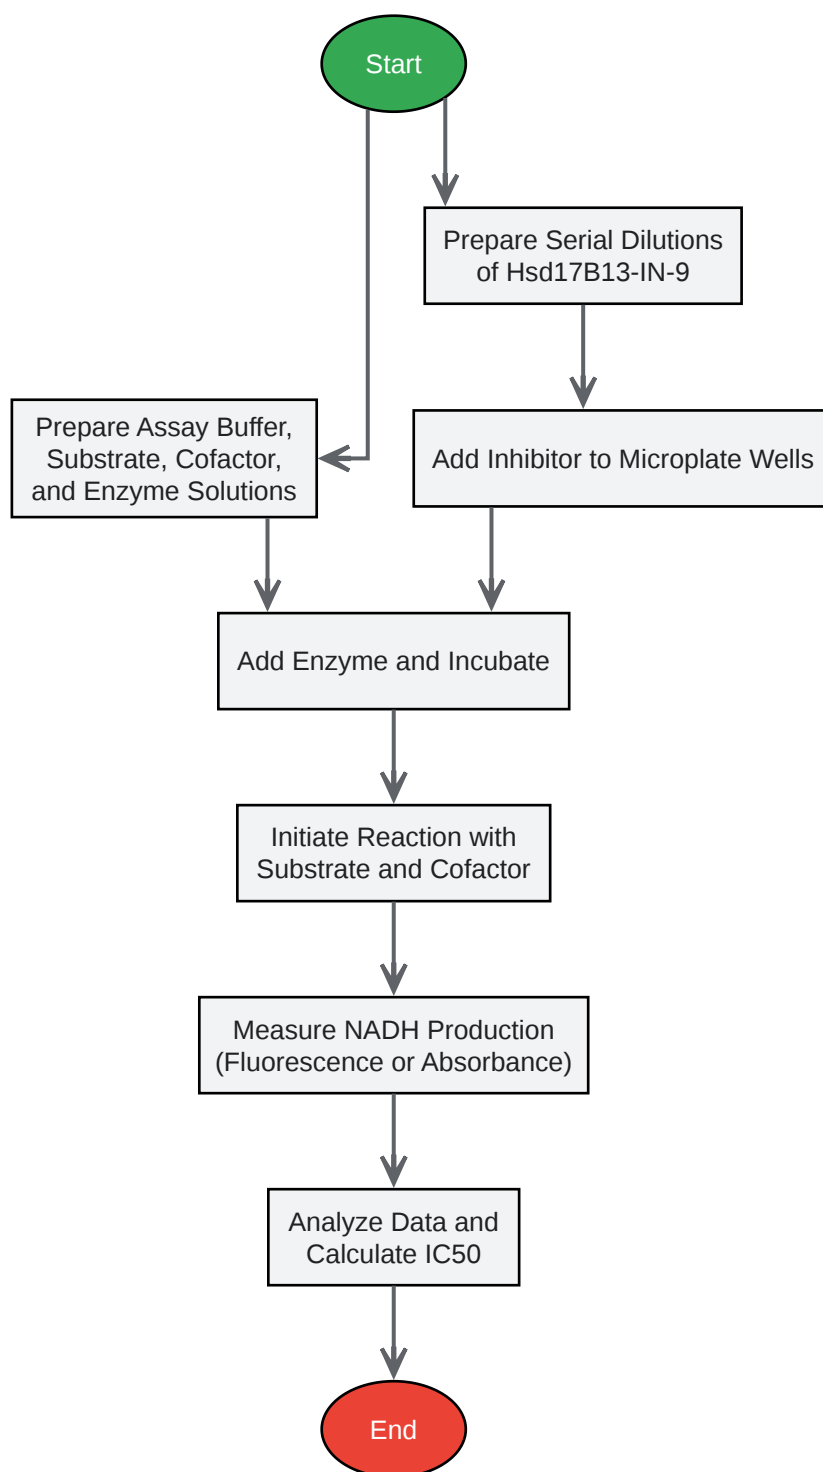 Start
Prepare Serial Dilutions
of Hsd17B13-IN-9
Prepare Assay Buffer,
Substrate, Cofactor,
and Enzyme Solutions
Add Inhibitor to Microplate Wells
Add Enzyme and Incubate
Initiate Reaction with
Substrate and Cofactor
Measure NADH Production
(Fluorescence or Absorbance)
Analyze Data and
Calculate IC50
End